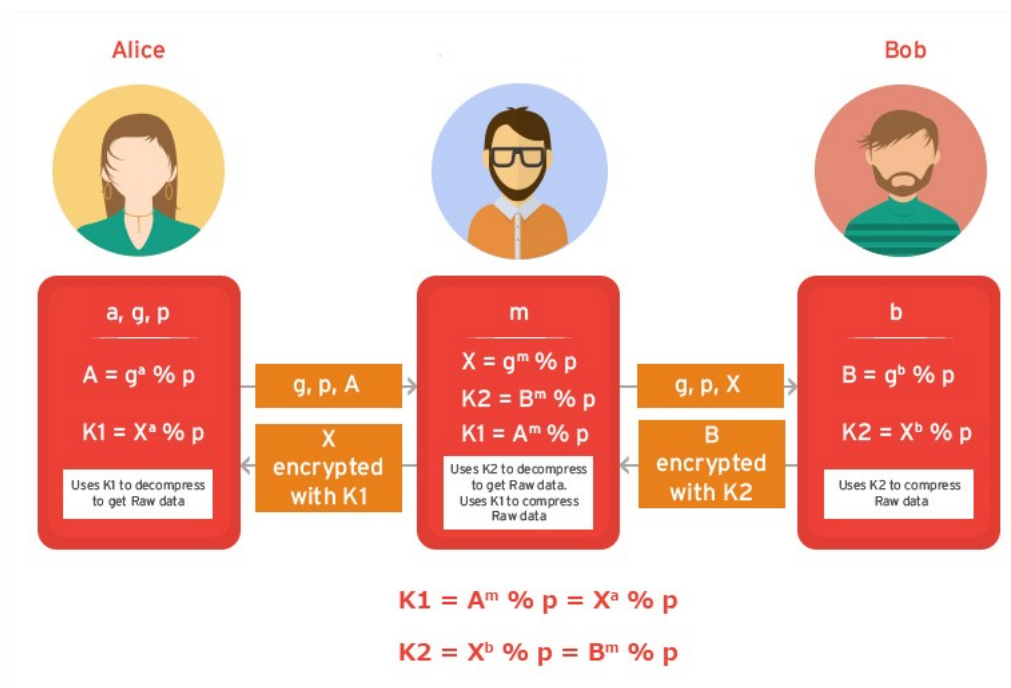 Alice
Bob
a, g, p
A = gᵃ % p
K1 = Xᵃ % p
Uses K1 to decompress
to get Raw data
g, p, A
X
encrypted
with K1
m
X = gᵐ % p
K2 = Bᵐ % p
K1 = Aᵐ % p
Uses K2 to decompress
to get Raw data.
Uses K1 to compress
Raw data
g, p, X
B
encrypted
with K2
b
B = gᵇ % p
K2 = Xᵇ % p
Uses K2 to compress
Raw data
K1 = Aᵐ % p = Xᵃ % p
K2 = Xᵇ % p = Bᵐ % p